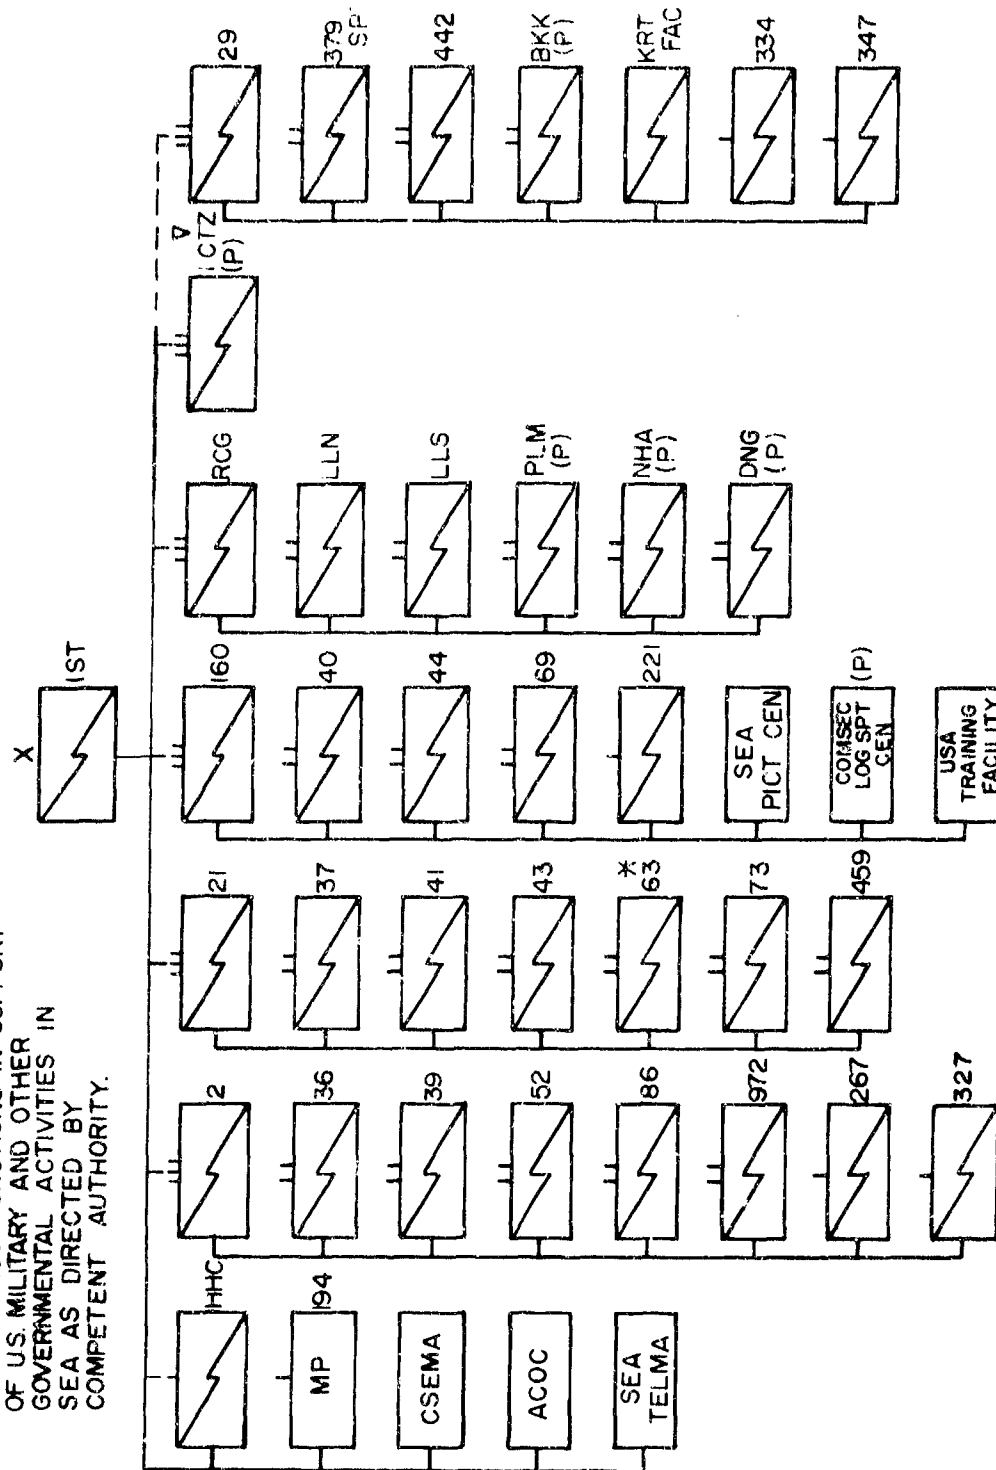 OF U.S. MILITARY AND OTHER
GOVERNMENTAL ACTIVITIES IN
SEA AS DIRECTED BY
COMPETENT AUTHORITY.
X
1ST
HHC
194
MP
CSEMA
ACOC
SEA
TELMA
2
36
39
52
86
972
267
327
21
37
41
43
*
63
73
459
160
40
44
69
221
SEA
PICT CEN
COMSEC
LOG SPT
CEN
(P)
USA
TRAINING
FACILITY
RCG
LLN
LLS
PLM
(P)
NHA
(P)
DNG
(P)
I CTZ
(P)
29
379
SPT
442
BKK
(P)
KRT
FAC
334
347